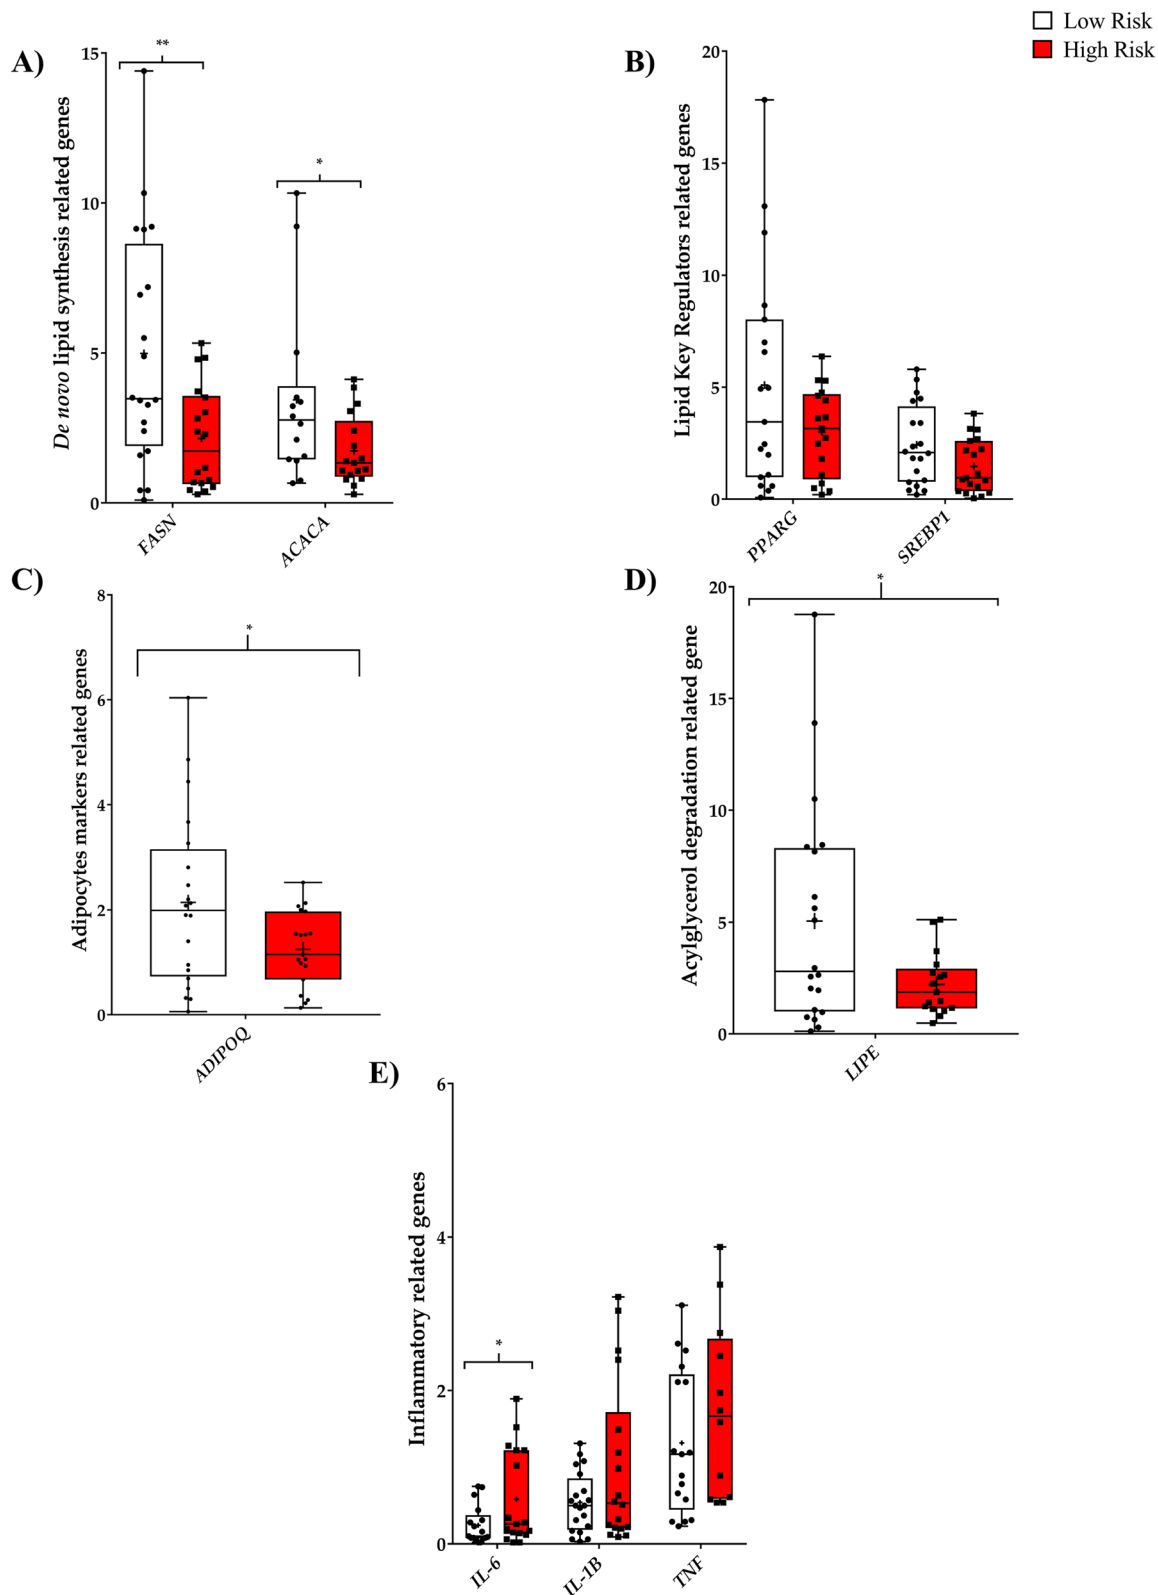 Low Risk
High Risk
A)
De novo lipid synthesis related genes
15
10
5
0
**
*
FASN
ACACA
B)
Lipid Key Regulators related genes
20
15
10
5
0
PPARG
SREBP1
C)
Adipocytes markers related genes
8
6
4
2
0
*
ADIPOQ
D)
Acylglycerol degradation related gene
20
15
10
5
0
*
LIPE
E)
Inflammatory related genes
6
4
2
0
*
IL-6
IL-1B
TNF